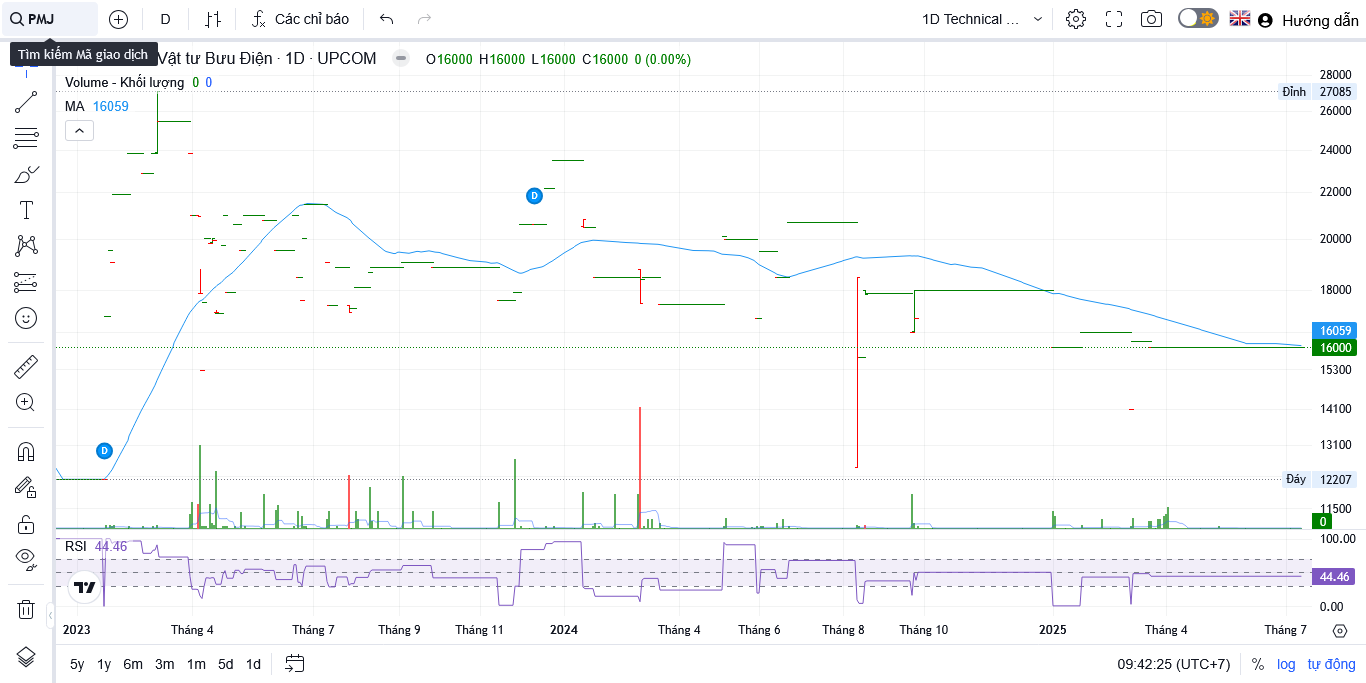 PMJ
D
Các chỉ báo
1D Technical ...
Hướng dẫn
Tìm kiếm Mã giao dịch
Vật tư Bưu Điện · 1D · UPCOM
O16000 H16000 L16000 C16000 0 (0.00%)
Volume - Khối lượng 0 0
MA 16059
28000
Đỉnh 27085
26000
24000
22000
20000
18000
16059
16000
15300
14100
13100
Đáy 12207
11500
0
D
D
RSI 44.46
100.00
44.46
0.00
2023 Tháng 4 Tháng 7 Tháng 9 Tháng 11 2024 Tháng 4 Tháng 6 Tháng 8 Tháng 10 2025 Tháng 4 Tháng 7
5y 1y 6m 3m 1m 5d 1d
09:42:25 (UTC+7) % log tự động